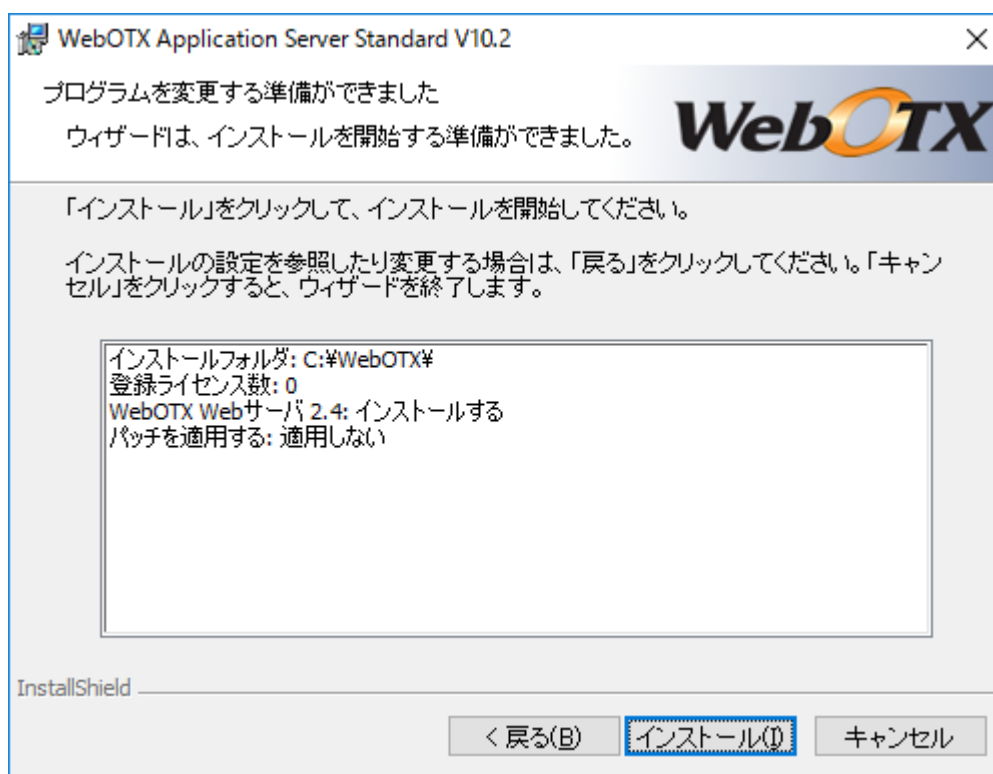 WebOTX Application Server Standard V10.2
プログラムを変更する準備ができました
ウィザードは、インストールを開始する準備ができました。
WebOTX
「インストール」をクリックして、インストールを開始してください。
インストールの設定を参照したり変更する場合は、「戻る」をクリックしてください。「キャン
セル」をクリックすると、ウィザードを終了します。
インストールフォルダ: C:¥WebOTX¥
登録ライセンス数: 0
WebOTX Webサーバ 2.4: インストールする
パッチを適用する: 適用しない
InstallShield
< 戻る(B)
インストール(I)
キャンセル